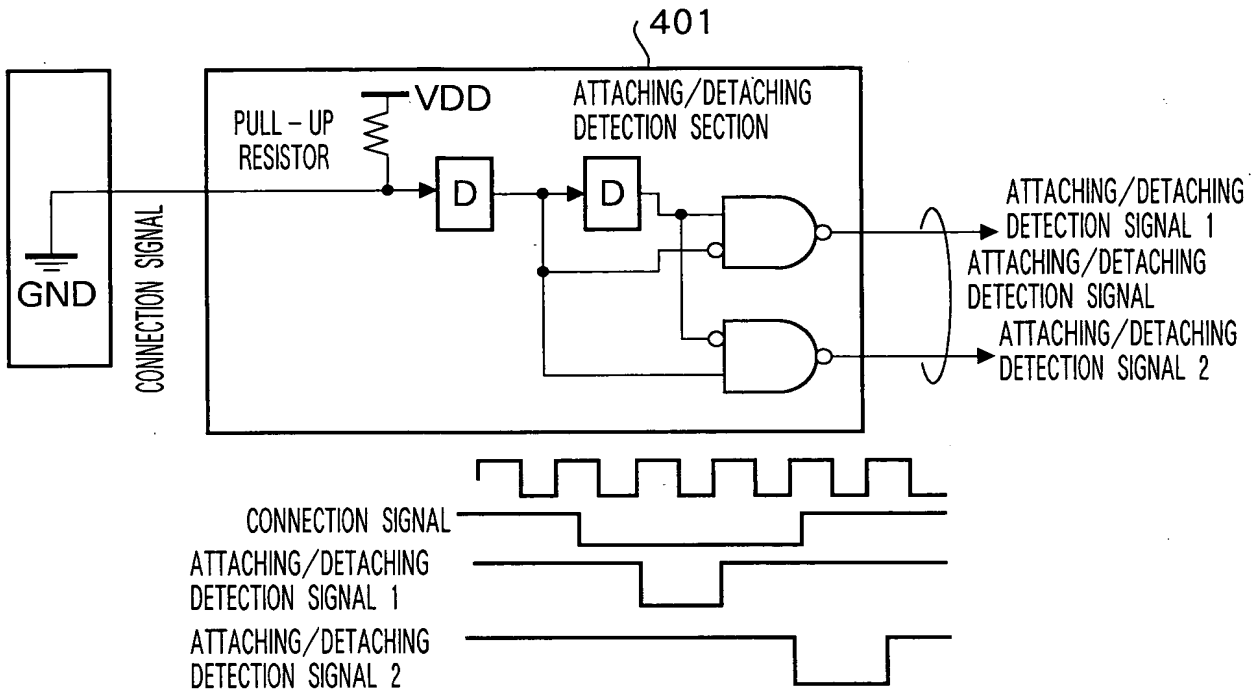 401
VDD
PULL-UP
RESISTOR
ATTACHING/DETACHING
DETECTION SECTION
D
D
GND
CONNECTION SIGNAL
ATTACHING/DETACHING
DETECTION SIGNAL 1
ATTACHING/DETACHING
DETECTION SIGNAL
ATTACHING/DETACHING
DETECTION SIGNAL 2
CONNECTION SIGNAL
ATTACHING/DETACHING
DETECTION SIGNAL 1
ATTACHING/DETACHING
DETECTION SIGNAL 2